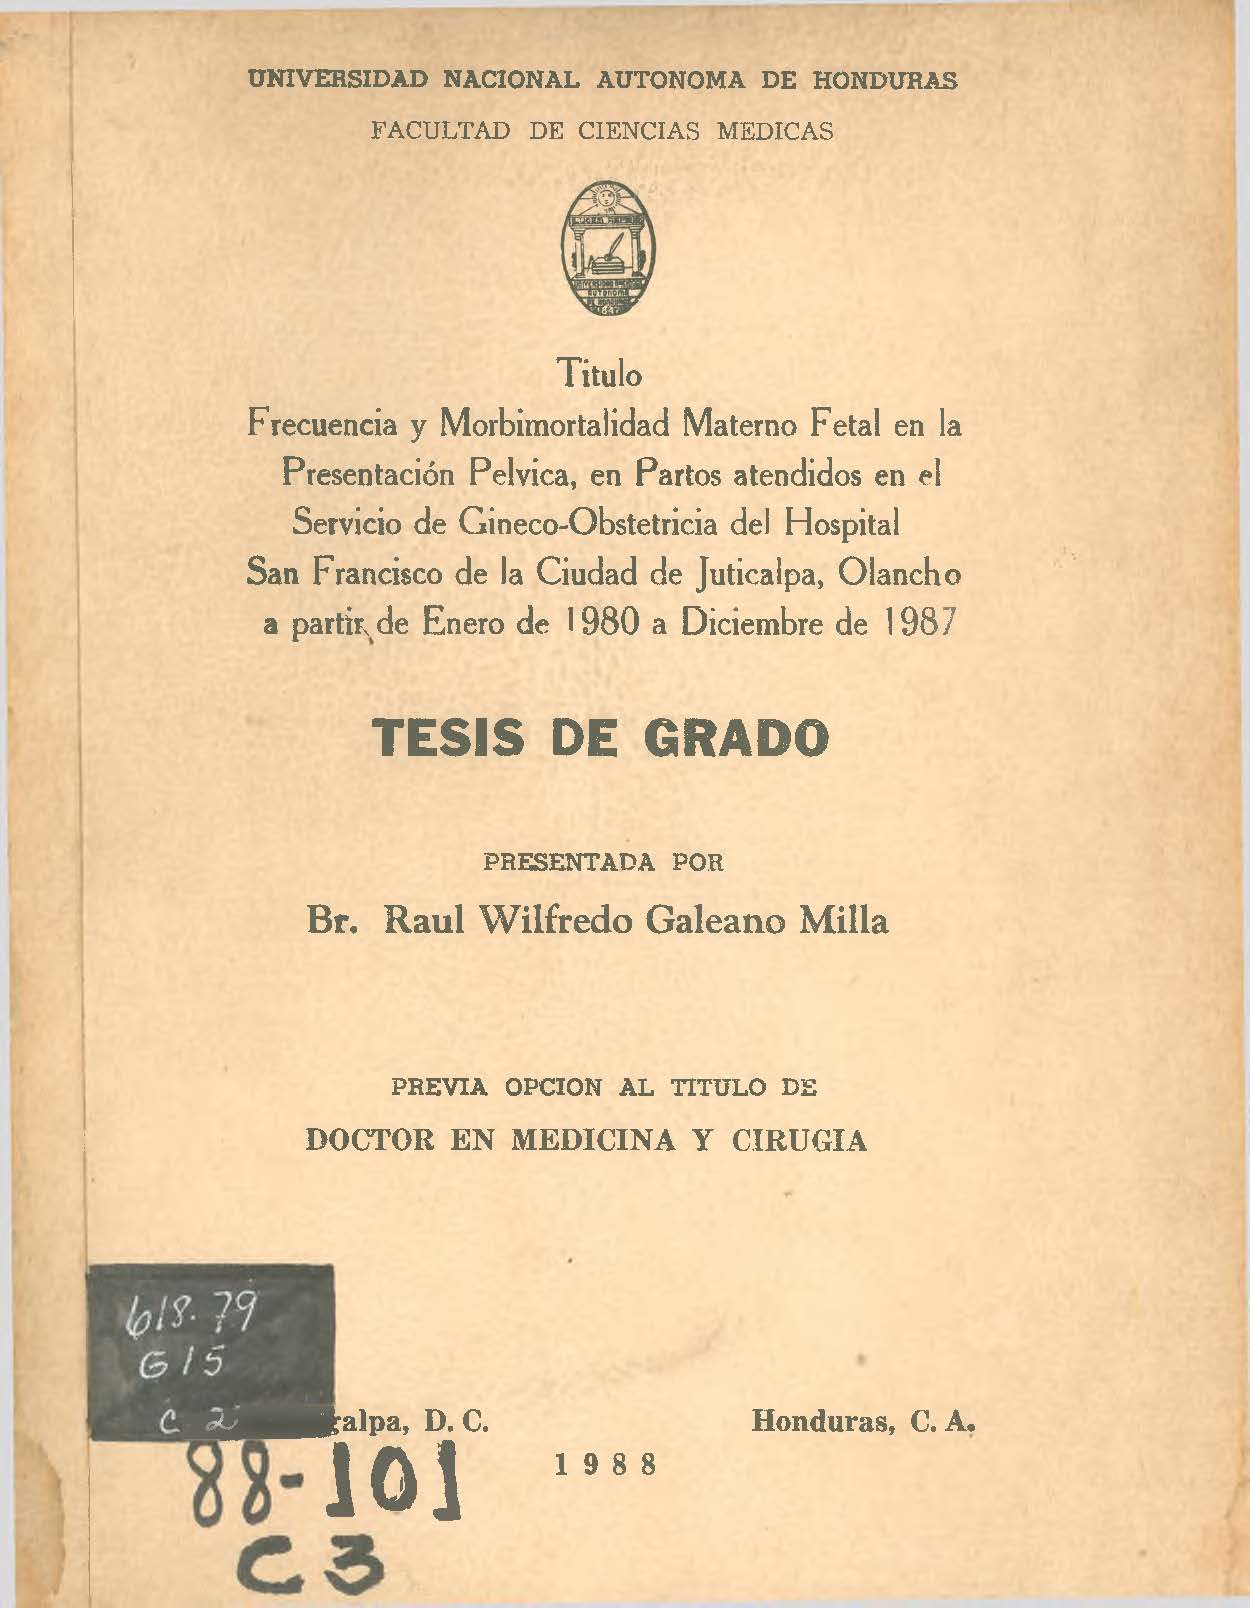 UNIVERSIDAD NACIONAL AUTONOMA DE HONDURAS
FACULTAD DE CIENCIAS MEDICAS
1847
Titulo
Frecuencia y Morbimortalidad Materno Fetal en la
Presentación Pelvica, en Partos atendidos en el
Servicio de Gineco-Obstetricia del Hospital
San Francisco de la Ciudad de Juticalpa, Olancho
a partir, de Enero de 1980 a Diciembre de 1987
TESIS DE GRADO
PRESENTADA POR
Br. Raul Wilfredo Galeano Milla
PREVIA OPCION AL TITULO DE
DOCTOR EN MEDICINA Y CIRUGIA
618.79
G15
C 2
galpa, D. C. Honduras, C. A.
1988
88-101
C3